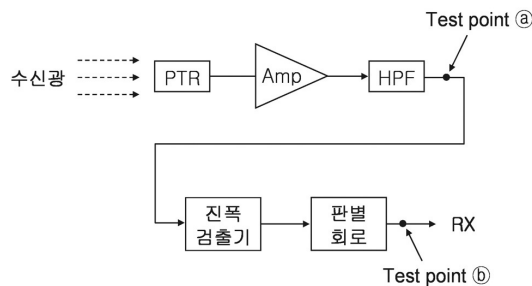 Test point ⓐ
수신광
PTR
Amp
HPF
진폭
검출기
판별
회로
RX
Test point ⓑ